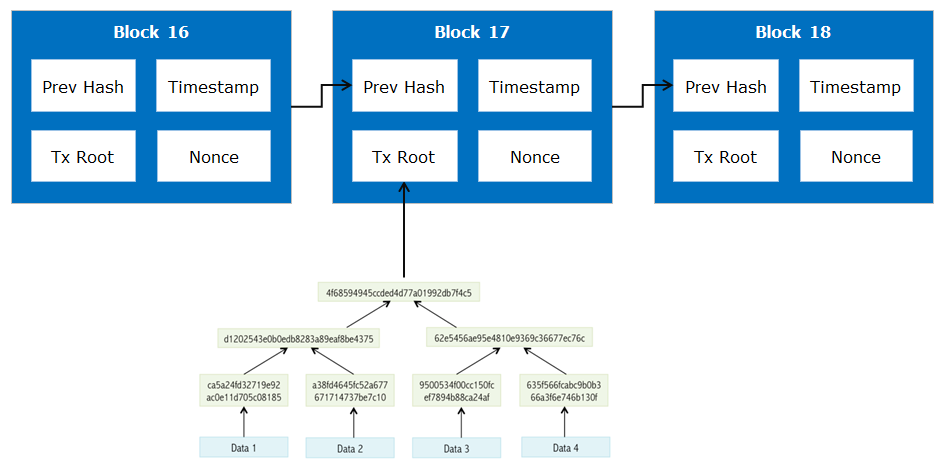 Block 16
Block 17
Block 18
Prev Hash
Timestamp
Prev Hash
Timestamp
Prev Hash
Timestamp
Tx Root
Nonce
Tx Root
Nonce
Tx Root
Nonce
4f68594945ccded4d77a01992db7f4c5
d1202543e0b0edb8283a89eaf8be4375
62e5456ae95e4810e9369c36677ec76c
ca5a24fd32719e92
ac0e11d705c08185
a38fd4645fc52a677
671714737be7c10
9500534f00cc150fc
ef7894b88ca24af
635f566fcabc9b0b3
66a3f6e746b130f
Data 1
Data 2
Data 3
Data 4